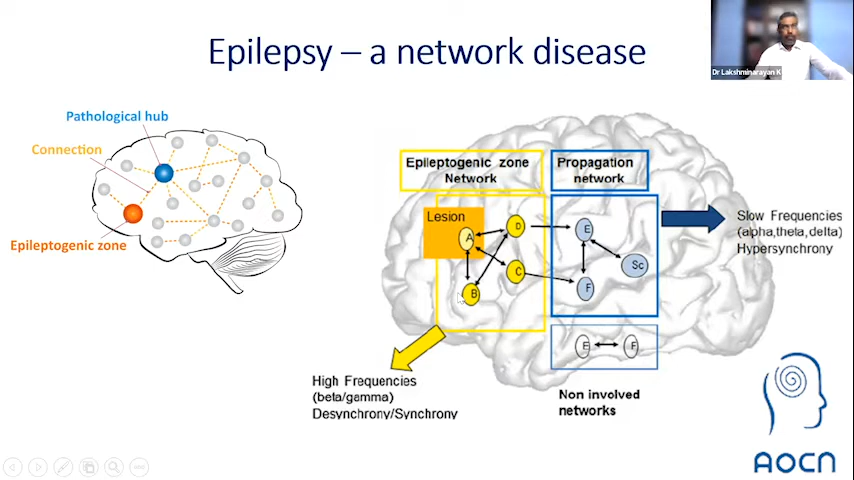 Epilepsy – a network disease
Dr Lakshminarayan K
Pathological hub
Connection
Epileptogenic zone
Epileptogenic zone
Network
Propagation
network
Lesion
A
D
C
B
E
Sc
F
E
F
Non involved
networks
High Frequencies
(beta/gamma)
Desynchrony/Synchrony
Slow Frequencies
(alpha,theta,delta)
Hypersynchrony
AOCN